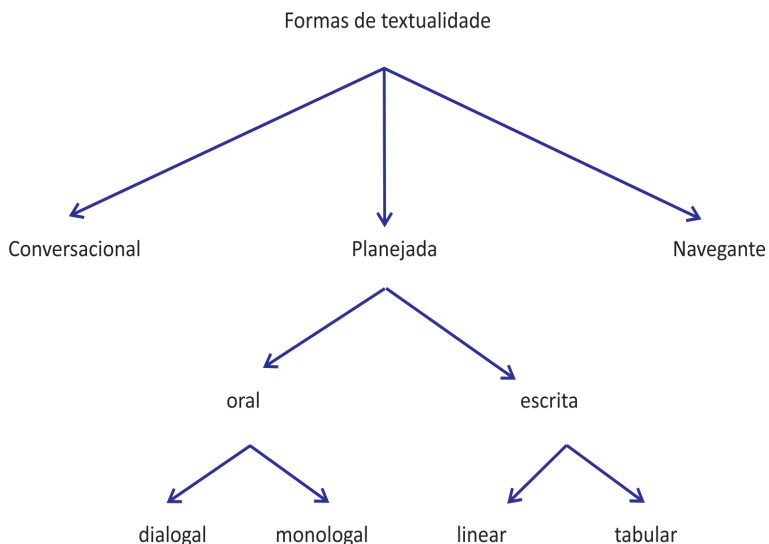 Formas de textualidade
Conversacional
Planejada
Navegante
oral
escrita
dialogal
monologal
linear
tabular